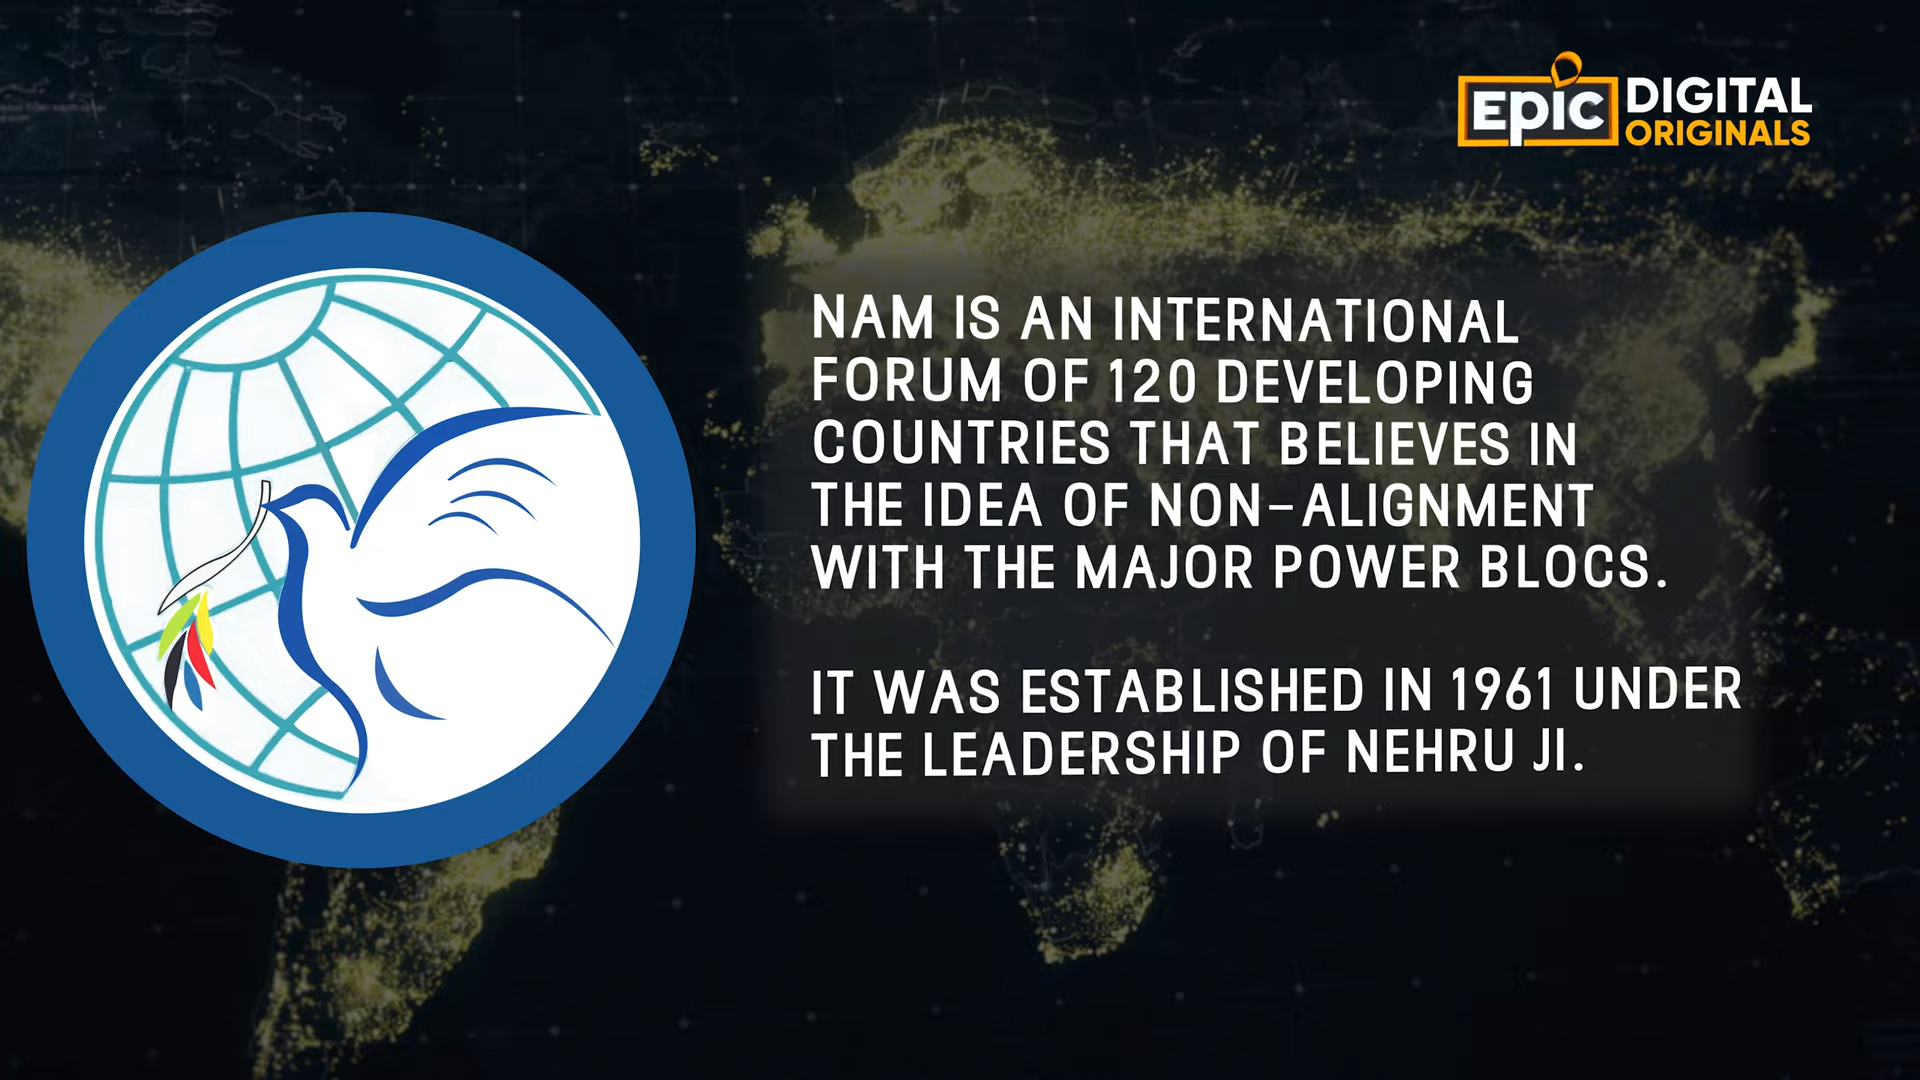 EPIC DIGITAL
ORIGINALS
NAM IS AN INTERNATIONAL
FORUM OF 120 DEVELOPING
COUNTRIES THAT BELIEVES IN
THE IDEA OF NON-ALIGNMENT
WITH THE MAJOR POWER BLOCS.
IT WAS ESTABLISHED IN 1961 UNDER
THE LEADERSHIP OF NEHRU JI.